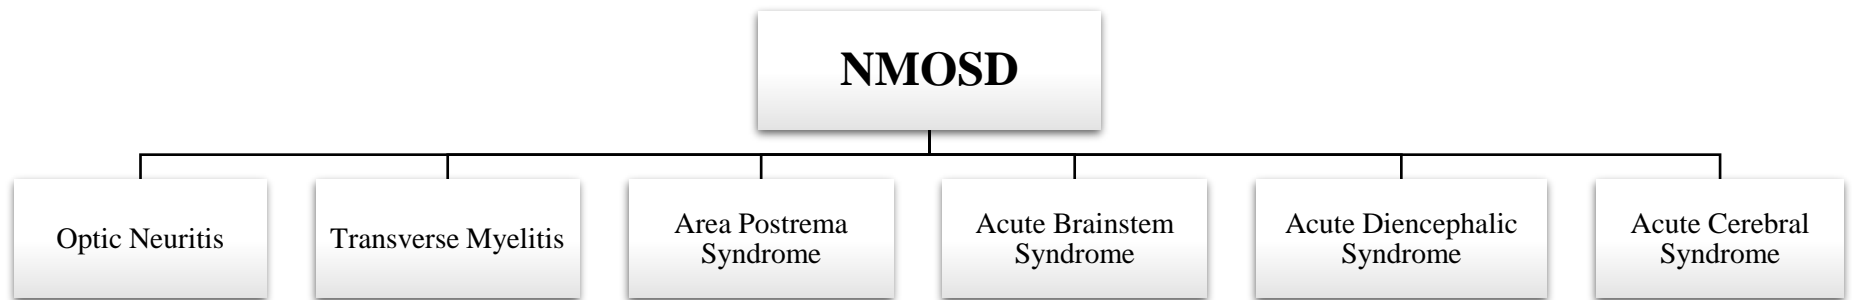 NMOSD
Optic Neuritis
Transverse Myelitis
Area Postrema
Syndrome
Acute Brainstem
Syndrome
Acute Diencephalic
Syndrome
Acute Cerebral
Syndrome